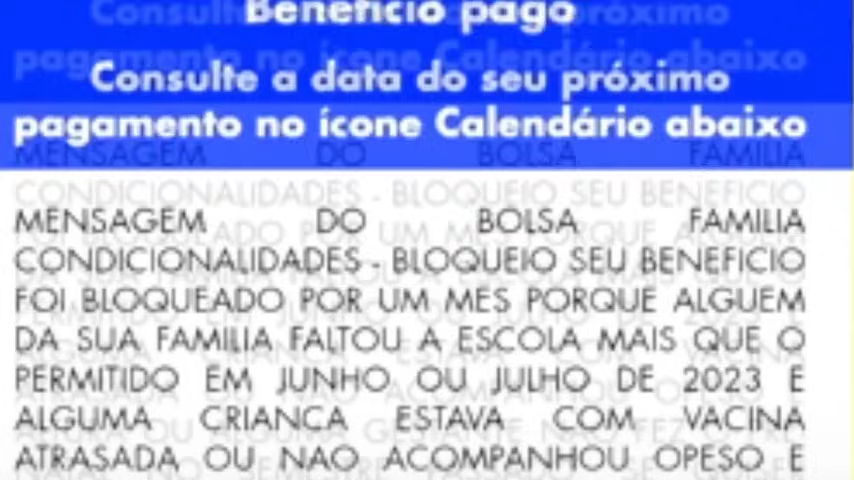 Benefício pago
Consulte a data do seu próximo
pagamento no ícone Calendário abaixo
MENSAGEM DO BOLSA FAMILIA
CONDICIONALIDADES - BLOQUEIO SEU BENEFICIO
FOI BLOQUEADO POR UM MES PORQUE ALGUEM
DA SUA FAMILIA FALTOU A ESCOLA MAIS QUE O
PERMITIDO EM JUNHO OU JULHO DE 2023 E
ALGUMA CRIANCA ESTAVA COM VACINA
ATRASADA OU NAO ACOMPANHOU OPESO E